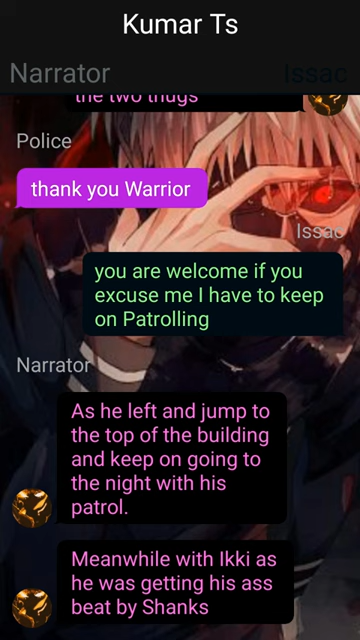 Kumar Ts
Narrator
Issac
the two thugs
Police
thank you Warrior
Issac
you are welcome if you
excuse me I have to keep
on Patrolling
Narrator
As he left and jump to
the top of the building
and keep on going to
the night with his
patrol.
Meanwhile with Ikki as
he was getting his ass
beat by Shanks